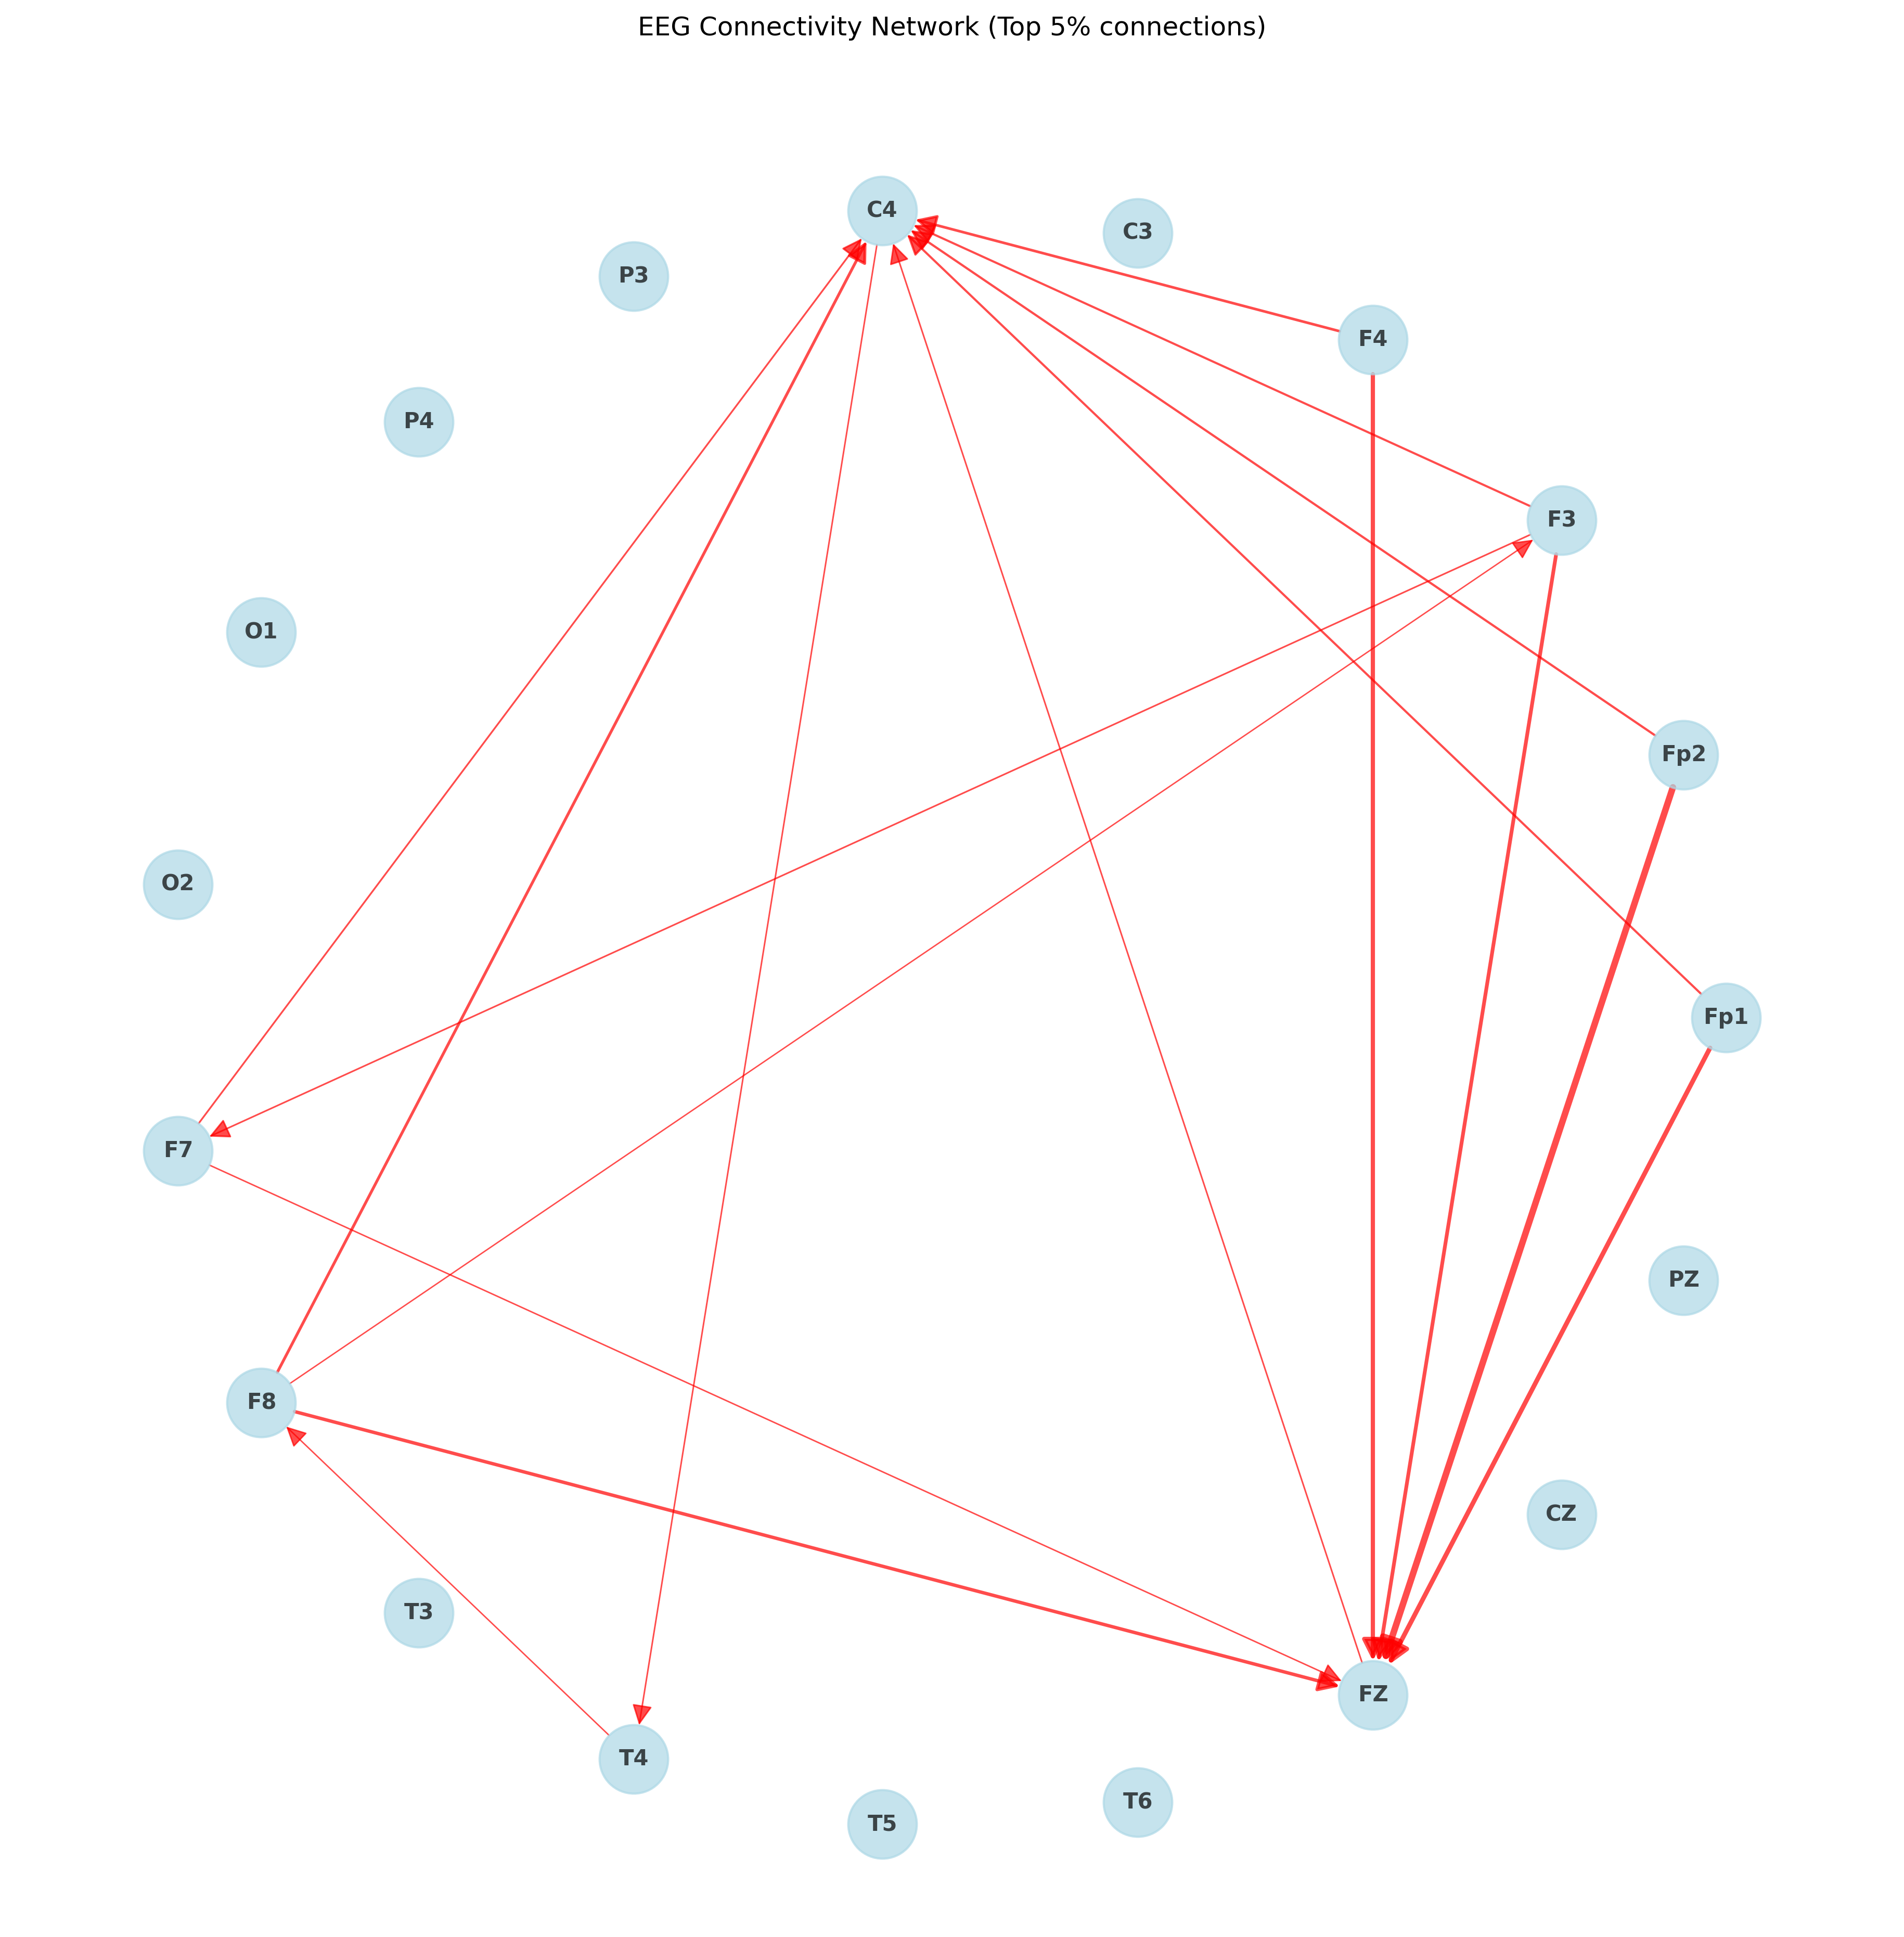 EEG Connectivity Network (Top 5% connections)
C4
C3
P3
F4
P4
F3
O1
Fp2
O2
Fp1
F7
PZ
F8
CZ
T3
FZ
T4
T6
T5